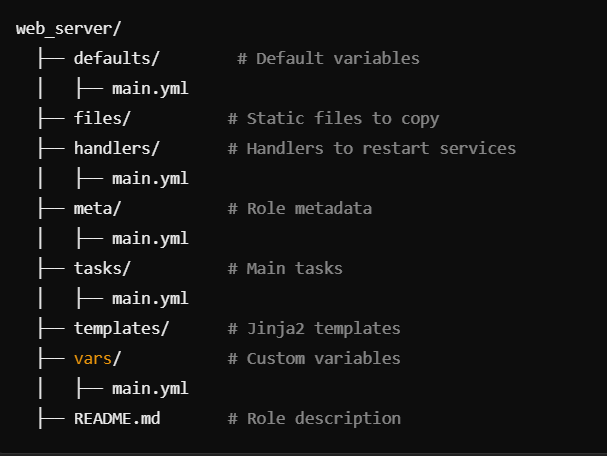 web_server/
├── defaults/        # Default variables
│   ├── main.yml
├── files/          # Static files to copy
├── handlers/       # Handlers to restart services
│   ├── main.yml
├── meta/           # Role metadata
│   ├── main.yml
├── tasks/          # Main tasks
│   ├── main.yml
├── templates/      # Jinja2 templates
├── vars/           # Custom variables
│   ├── main.yml
├── README.md       # Role description